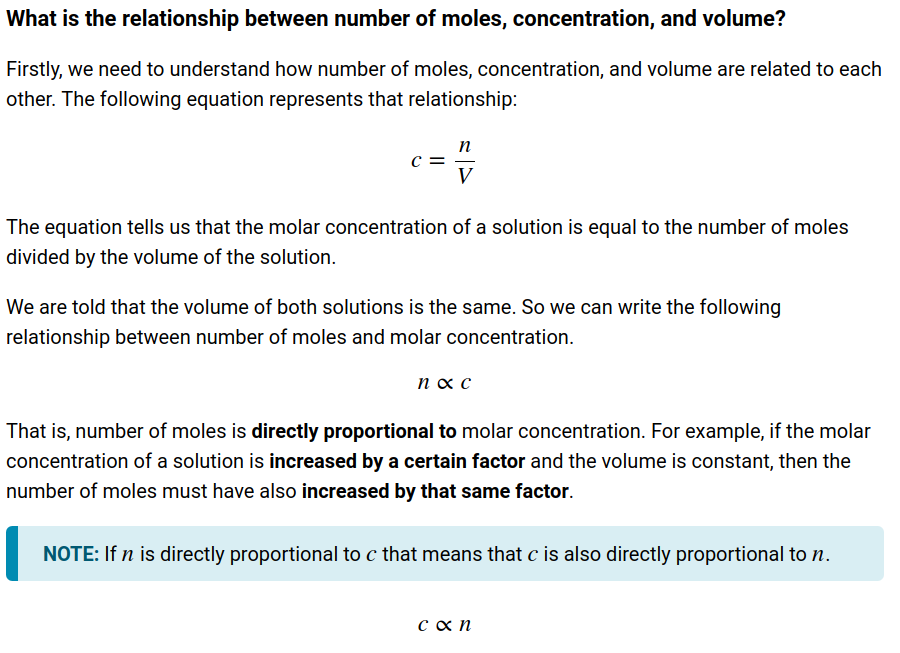 What is the relationship between number of moles, concentration, and volume?
Firstly, we need to understand how number of moles, concentration, and volume are related to each
other. The following equation represents that relationship:
c = n/V
The equation tells us that the molar concentration of a solution is equal to the number of moles
divided by the volume of the solution.
We are told that the volume of both solutions is the same. So we can write the following
relationship between number of moles and molar concentration.
n ∝ c
That is, number of moles is directly proportional to molar concentration. For example, if the molar
concentration of a solution is increased by a certain factor and the volume is constant, then the
number of moles must have also increased by that same factor.
NOTE: If n is directly proportional to c that means that c is also directly proportional to n.
c ∝ n